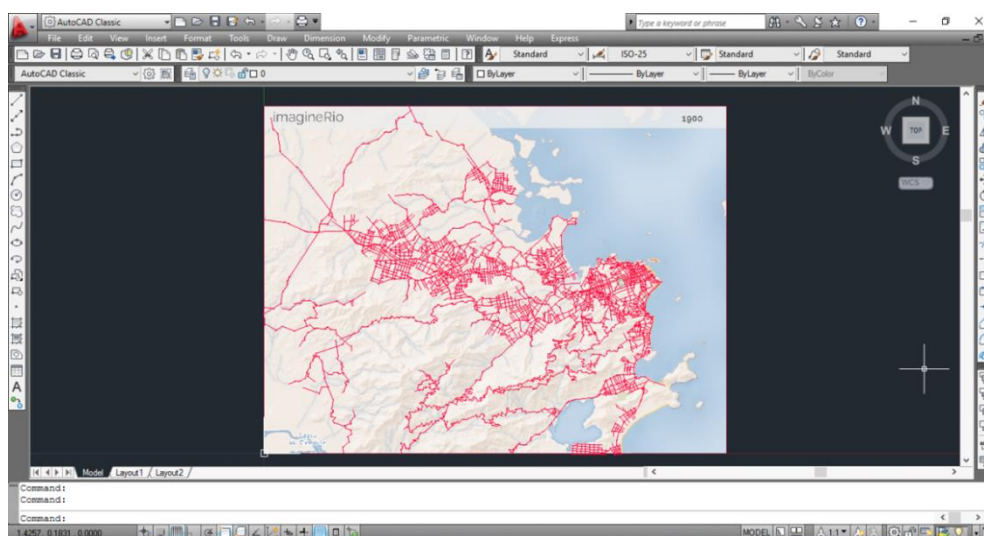 AutoCAD Classic
Type a keyword or phrase
File Edit View Insert Format Tools Draw Dimension Modify Parametric Window Help Express
Standard ISO-25 Standard Standard
AutoCAD Classic 0 ByLayer ByLayer ByLayer ByColor
imagineRio 1900
N
W TOP E
S
WCS
Model Layout1 Layout2
Command:
Command:
Command:
1.4257, 0.1831, 0.0000 MODEL 1:1